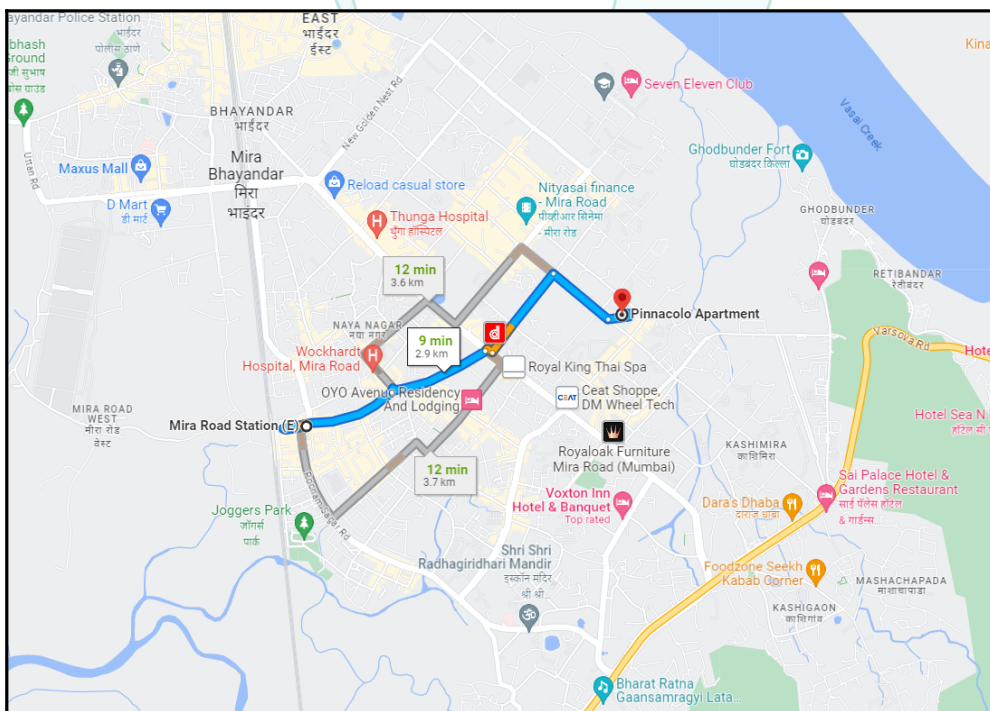 ayandar Police Station
भाईंदर
पोलीस ठाणे
bhash
Ground
जी सुभाष
बोस ग्राउंड
EAST
भाईंदर
ईस्ट
BHAYANDAR
भाईंदर
Mira
Bhayandar
मिरा
भाइंदर
Uttan Rd
Maxus Mall
D Mart
डी मार्ट
New Golden Nest Rd
Reload casual store
Thunga Hospital
थुँगा हॉस्पिटल
Seven Eleven Club
Nityasai finance
- Mira Road
पीव्हीआर सिनेमा
- मीरा रोड
Kina
Vasai Creek
Ghodbunder Fort
घोडबंदर किल्ला
GHODBUNDER
घोडबंदर
RETIBANDAR
रेतीबंदर
Varsova Rd
Hote
12 min
3.6 km
NAYA NAGAR
नया नगर
9 min
2.9 km
d
Pinnacolo Apartment
Wockhardt
Hospital, Mira Road
Royal King Thai Spa
OYO Avenue Residency
And Lodging
CEAT
Ceat Shoppe,
DM Wheel Tech
MIRA ROAD
WEST
मीरा रोड
वेस्ट
Mira Road Station (E)
12 min
3.7 km
Royaloak Furniture
Mira Road (Mumbai)
KASHIMIRA
काशिमिरा
Hotel Sea N
Poonam Sagar Rd
Joggers Park
जॉगर्स
पार्क
Voxton Inn
Hotel & Banquet
Top rated
Dara's Dhaba
दाराज ढाबा
Sai Palace Hotel &
Gardens Restaurant
साई पॅलेस हॉटेल
& गार्डन्स...
Shri Shri
Radhagiridhari Mandir
इस्कॉन मंदिर
श्री श्री...
Foodzone Seekh
Kabab Corner
MASHACHAPADA
माशाचापाडा
KASHIGAON
काशिगांव
Bharat Ratna
Gaansamragyi Lata...